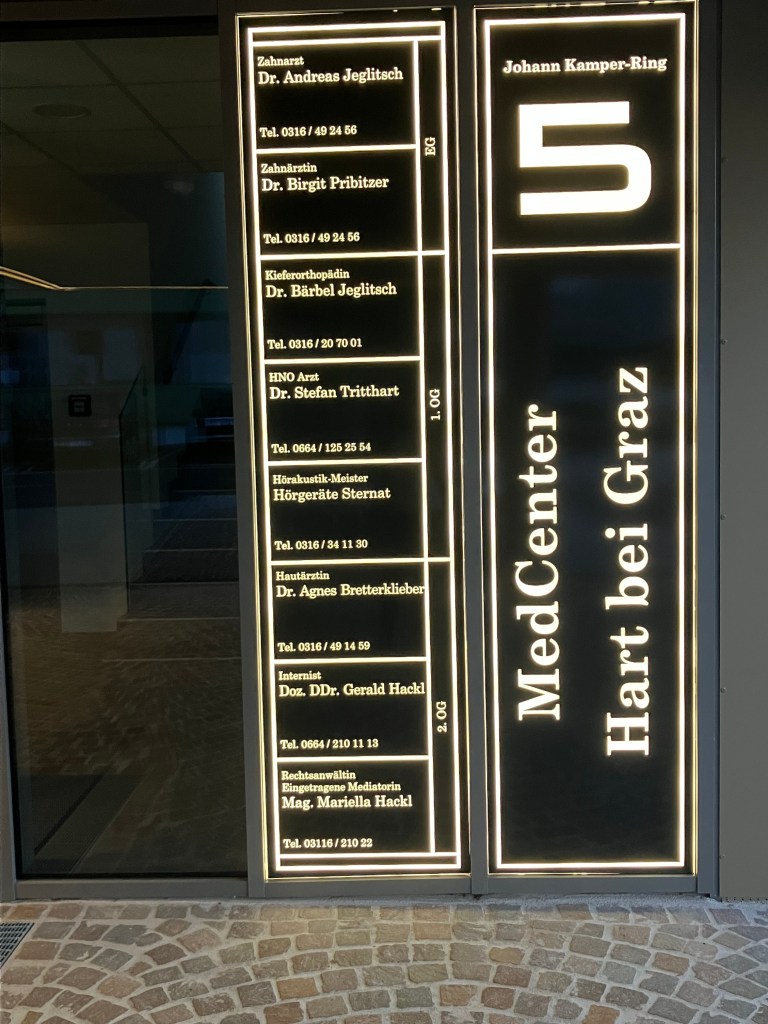 Zahnarzt
Dr. Andreas Jeglitsch
Tel. 0316 / 49 24 56
Zahnärztin
Dr. Birgit Pribitzer
Tel. 0316 / 49 24 56
EG
Kieferorthopädin
Dr. Bärbel Jeglitsch
Tel. 0316 / 20 70 01
HNO Arzt
Dr. Stefan Tritthart
Tel. 0664 / 125 25 54
Hörakustik-Meister
Hörgeräte Sternat
Tel. 0316 / 34 11 30
1. OG
Hautärztin
Dr. Agnes Bretterklieber
Tel. 0316 / 49 14 59
Internist
Doz. DDr. Gerald Hackl
Tel. 0664 / 210 11 13
Rechtsanwältin
Eingetragene Mediatorin
Mag. Mariella Hackl
Tel. 03116 / 210 22
2. OG
Johann Kamper-Ring
5
MedCenter
Hart bei Graz